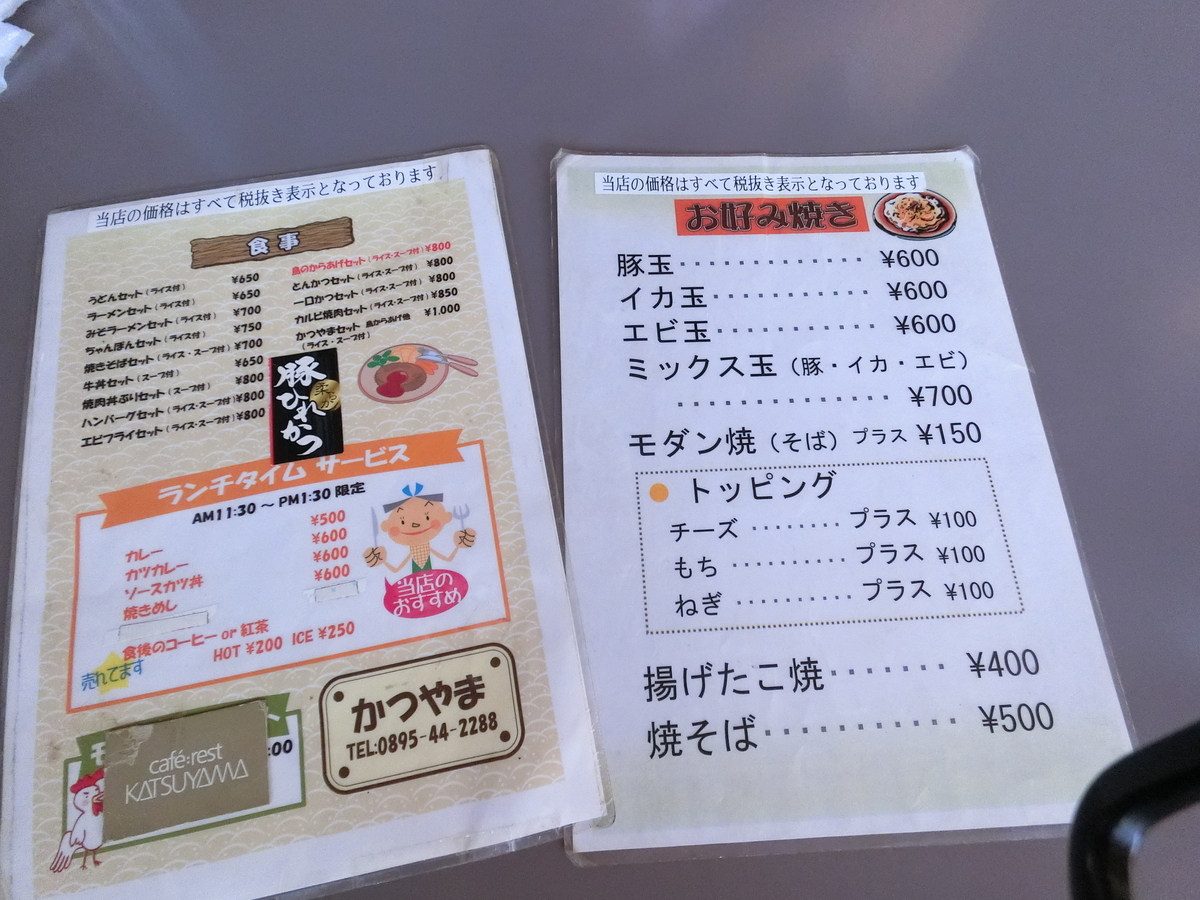 当店の価格はすべて税抜き表示となっております
食事
うどんセット（ライス付） ¥650
ラーメンセット（ライス付） ¥650
みそラーメンセット（ライス付） ¥700
ちゃんぽんセット（ライス付） ¥750
焼きそばセット（ライス・スープ付） ¥700
牛丼セット（スープ付） ¥650
焼肉丼ぶりセット（スープ付） ¥800
ハンバーグセット（ライス・スープ付） ¥800
エビフライセット（ライス・スープ付） ¥800
鳥のからあげセット（ライス・スープ付） ¥800
とんかつセット（ライス・スープ付） ¥800
一口かつセット（ライス・スープ付） ¥800
カルビ焼肉セット（ライス・スープ付） ¥850
かつやまセット 鳥からあげ他 ¥1.000
（ライス・スープ付）
柔らか
豚ひれかつ
ランチタイム サービス
AM11:30 ～ PM1:30 限定
カレー ¥500
カツカレー ¥600
ソースカツ丼 ¥600
焼きめし ¥600
当店の
おすすめ
食後のコーヒー or 紅茶
HOT ¥200 ICE ¥250
売れてます
:00
café:rest
KATSUYAMA
かつやま
TEL:0895-44-2288
当店の価格はすべて税抜き表示となっております
お好み焼き
豚玉‥‥‥‥‥‥‥ ¥600
イカ玉‥‥‥‥‥‥ ¥600
エビ玉‥‥‥‥‥‥ ¥600
ミックス玉（豚・イカ・エビ）
‥‥‥‥‥‥‥‥ ¥700
モダン焼（そば）プラス ¥150
● トッピング
チーズ ‥‥‥‥ プラス ¥100
もち ‥‥‥‥‥ プラス ¥100
ねぎ ‥‥‥‥‥ プラス ¥100
揚げたこ焼‥‥‥‥ ¥400
焼そば‥‥‥‥‥‥ ¥500